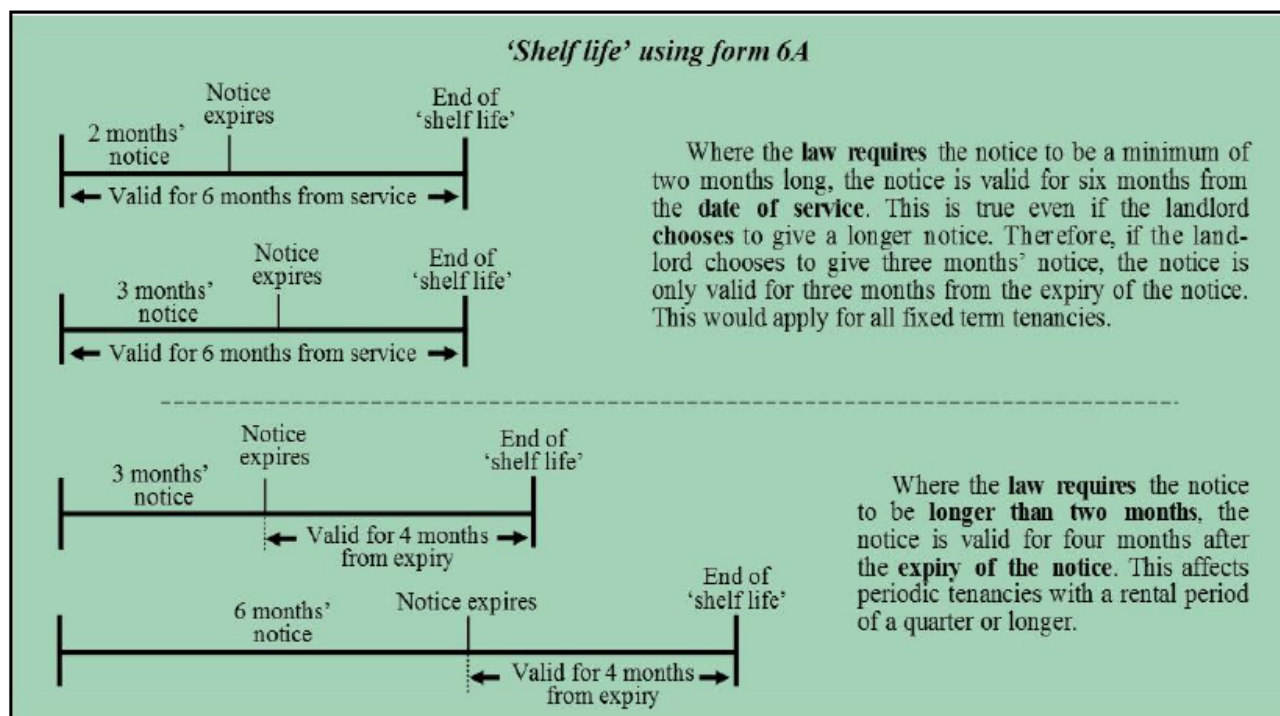 ‘Shelf life’ using form 6A
Notice
expires
End of
‘shelf life’
2 months’
notice
Valid for 6 months from service
Notice
expires
End of
‘shelf life’
3 months’
notice
Valid for 6 months from service
Where the law requires the notice to be a minimum of
two months long, the notice is valid for six months from
the date of service. This is true even if the landlord
chooses to give a longer notice. Therefore, if the land-
lord chooses to give three months’ notice, the notice is
only valid for three months from the expiry of the notice.
This would apply for all fixed term tenancies.
Notice
expires
End of
‘shelf life’
3 months’
notice
Valid for 4 months
from expiry
End of
‘shelf life’
6 months’
notice
Notice expires
Valid for 4 months
from expiry
Where the law requires the notice
to be longer than two months, the
notice is valid for four months after
the expiry of the notice. This affects
periodic tenancies with a rental period
of a quarter or longer.